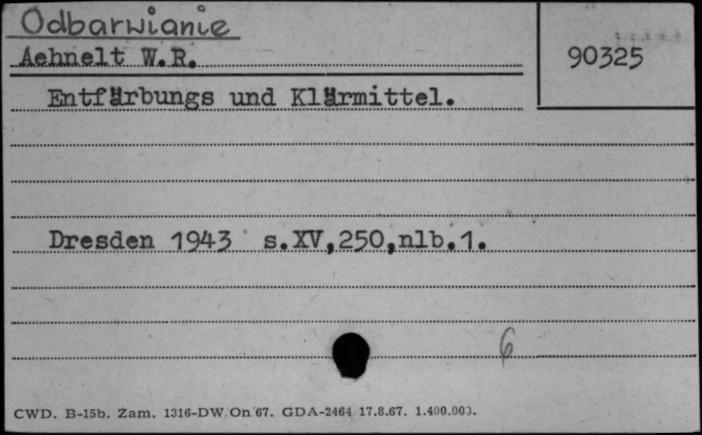 Odbarwianie
Aehnelt W.R.
90325
Entfärbungs und Klärmittel.
Dresden 1943 s.XV,250,nlb.1.
6
CWD. B-15b. Zam. 1316-DW/On/67. GDA-2464 17.8.67. 1.400.000.